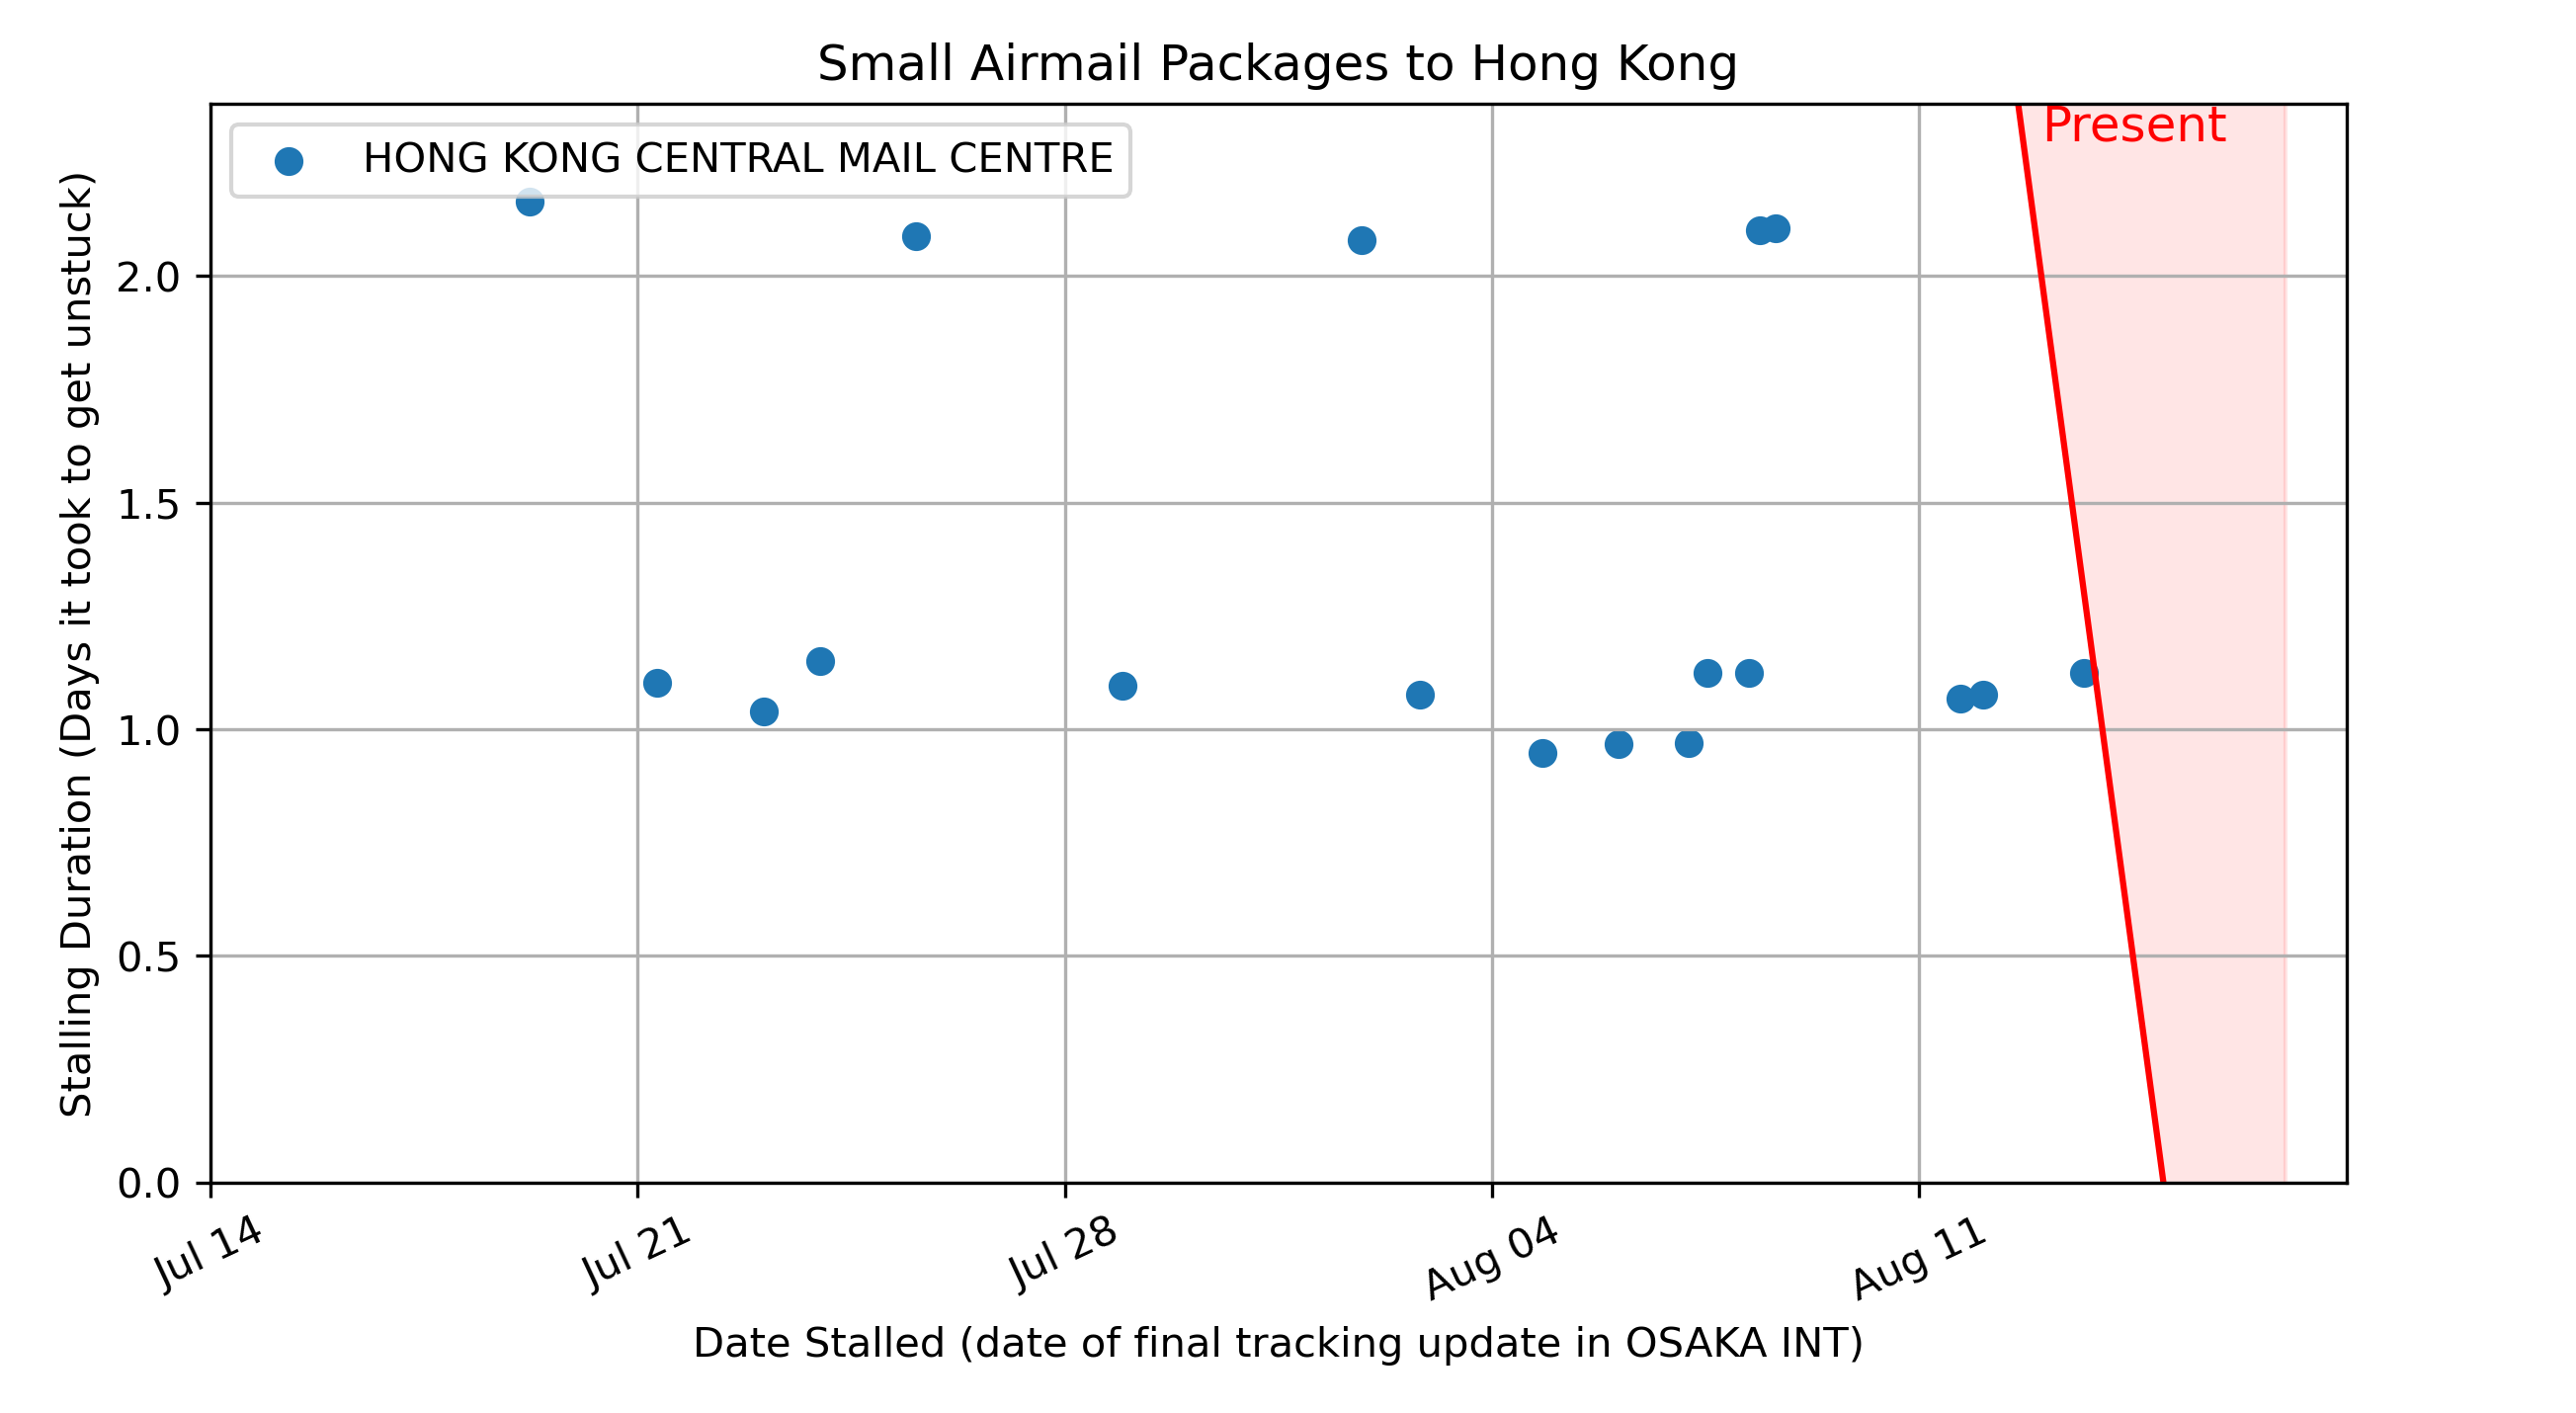 Small Airmail Packages to Hong Kong
HONG KONG CENTRAL MAIL CENTRE
Present
Stalling Duration (Days it took to get unstuck)
2.0
1.5
1.0
0.5
0.0
Jul 14
Jul 21
Jul 28
Aug 04
Aug 11
Date Stalled (date of final tracking update in OSAKA INT)